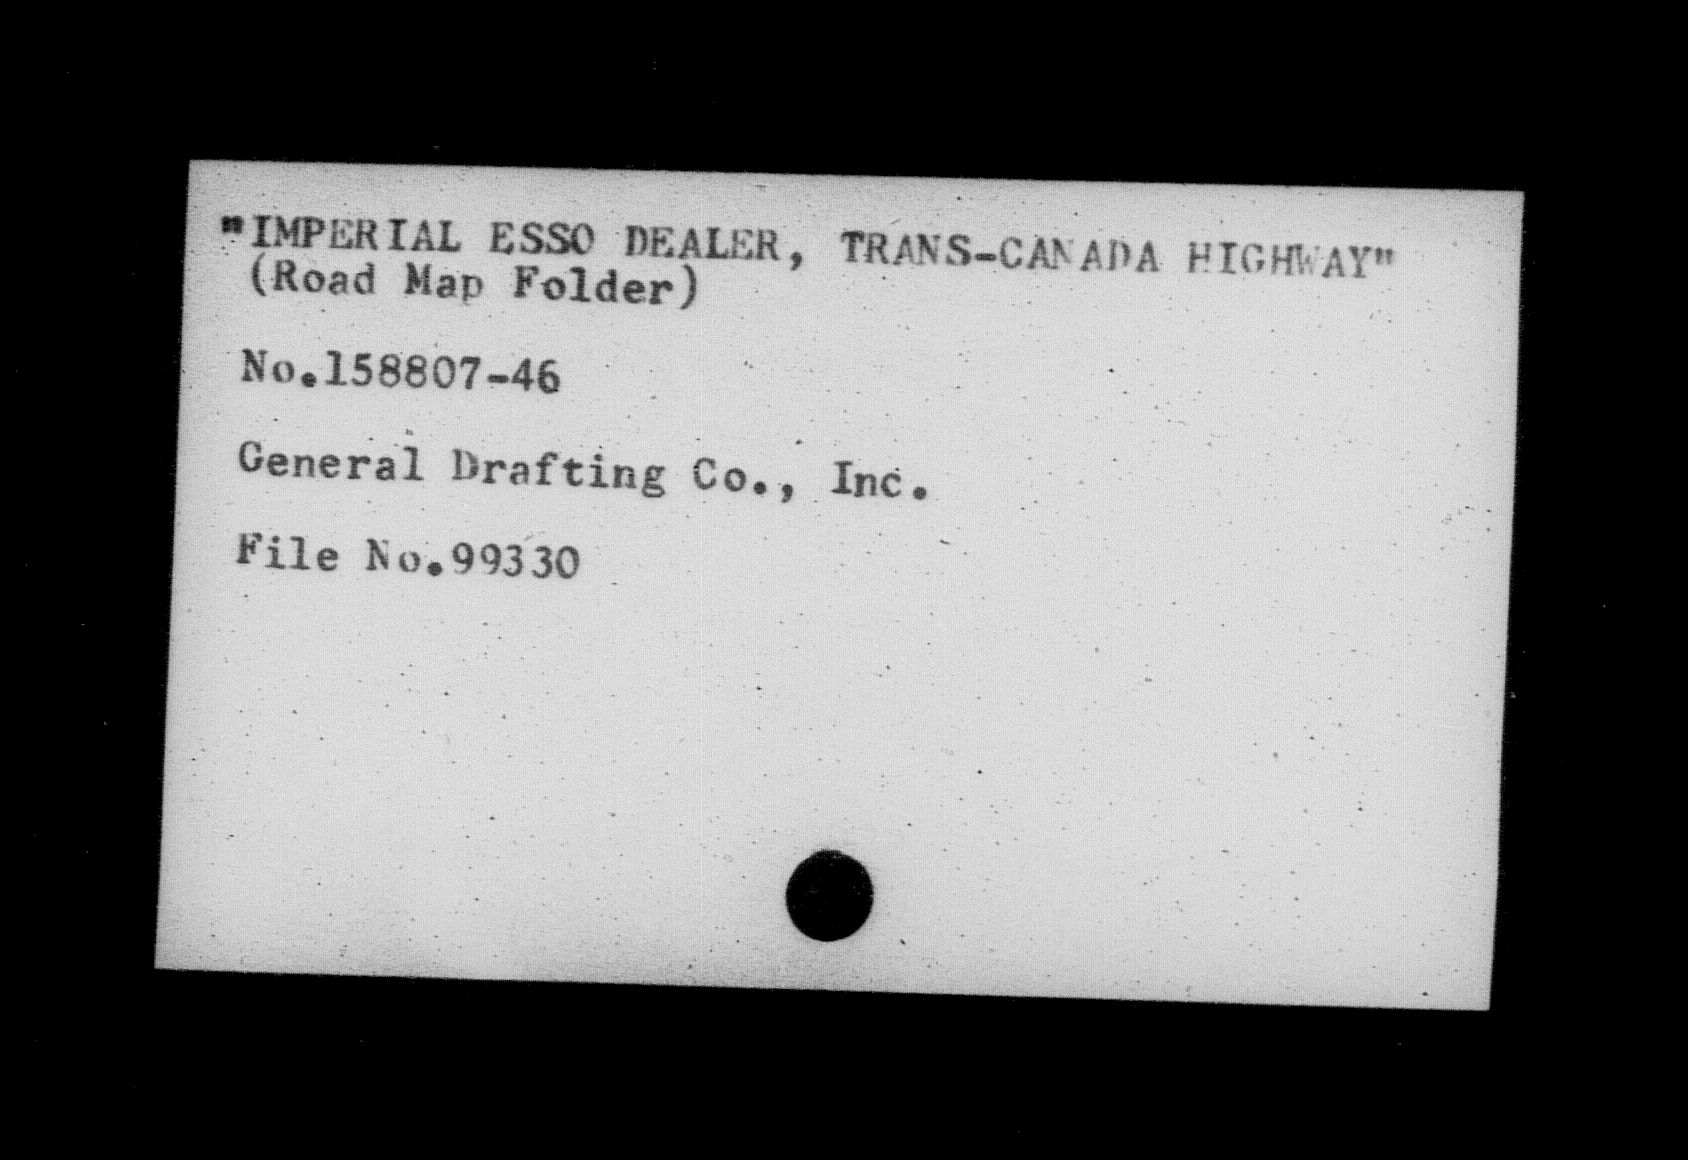 "IMPERIAL ESSO DEALER, TRANS-CANADA HIGHWAY"
(Road Map Folder)
No.158807-46
General Drafting Co., Inc.
File No.99330